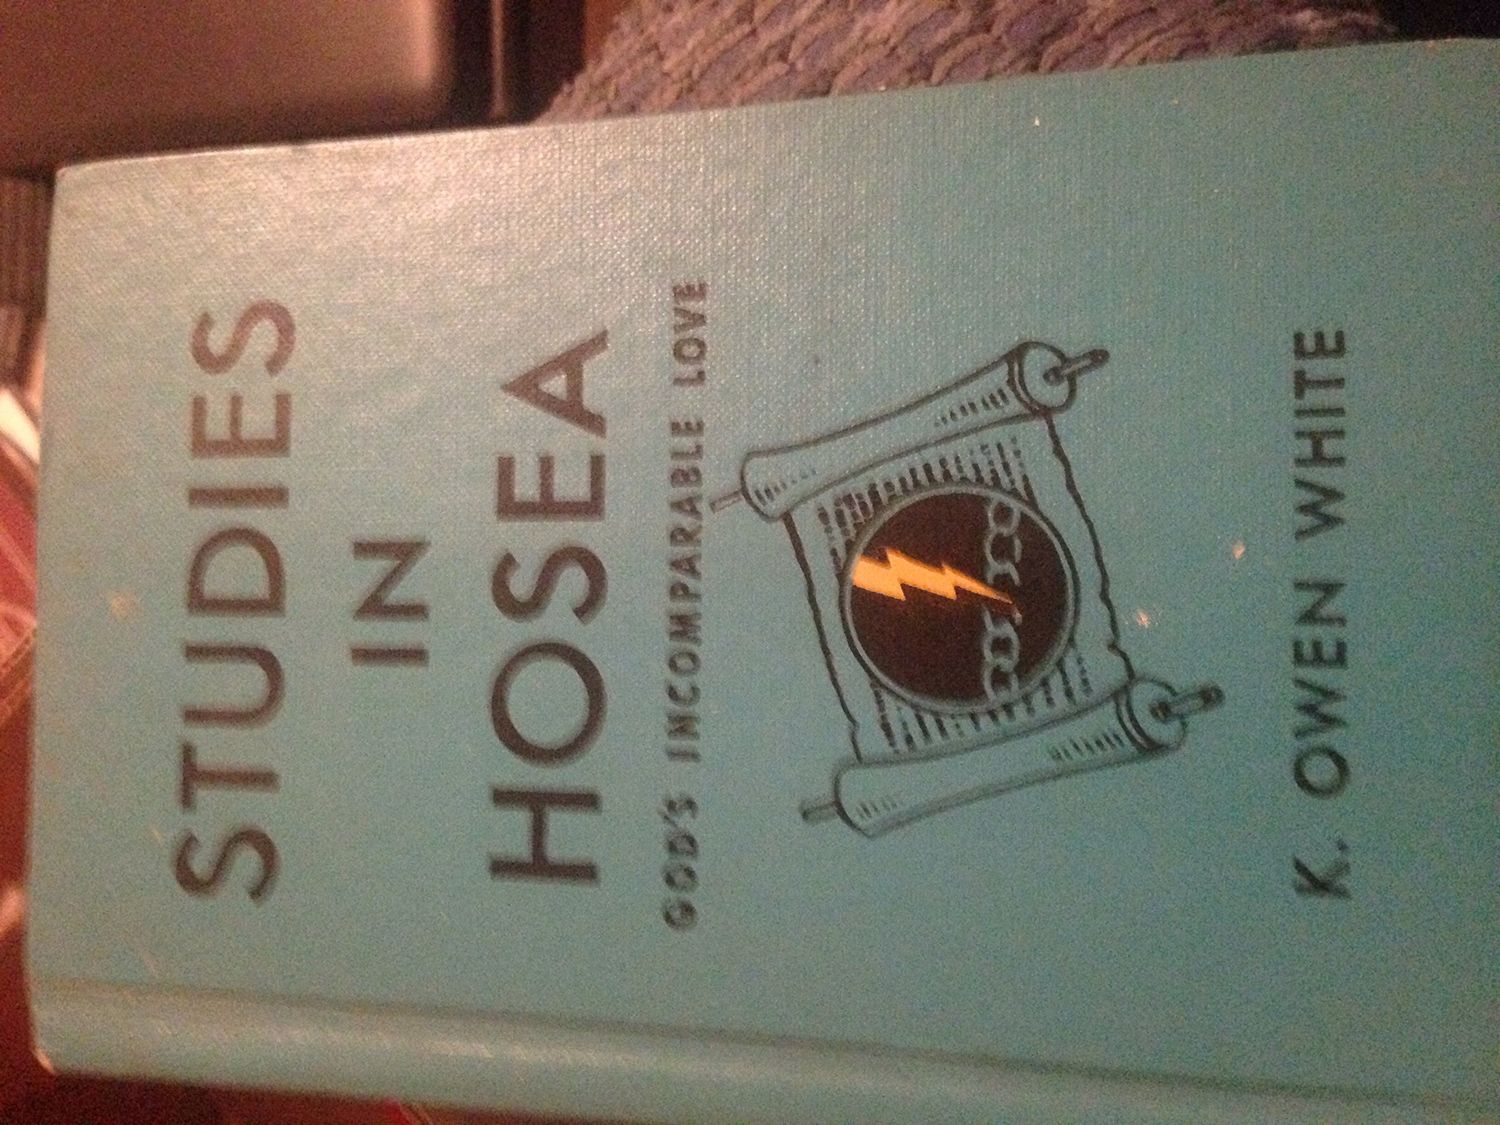 STUDIES
IN
HOSEA
GOD'S INCOMPARABLE LOVE
K. OWEN WHITE